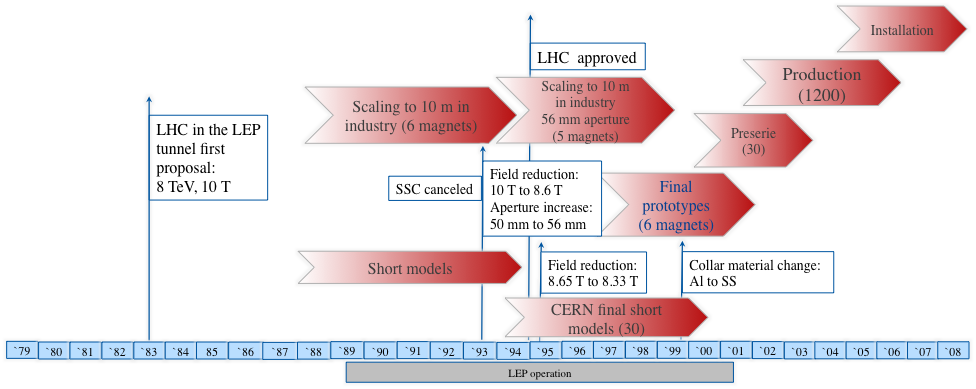 Installation
LHC approved
Production
(1200)
Scaling to 10 m in
industry (6 magnets)
Scaling to 10 m
in industry
56 mm aperture
(5 magnets)
Preserie
(30)
LHC in the LEP
tunnel first
proposal:
8 TeV, 10 T
SSC canceled
Field reduction:
10 T to 8.6 T
Aperture increase:
50 mm to 56 mm
Final
prototypes
(6 magnets)
Short models
Field reduction:
8.65 T to 8.33 T
Collar material change:
Al to SS
CERN final short
models (30)
`79 `80 `81 `82 `83 `84 85 `86 `87 `88 `89 `90 `91 `92 `93 `94 `95 `96 `97 `98 `99 `00 `01 `02 `03 `04 `05 `06 `07 `08
LEP operation